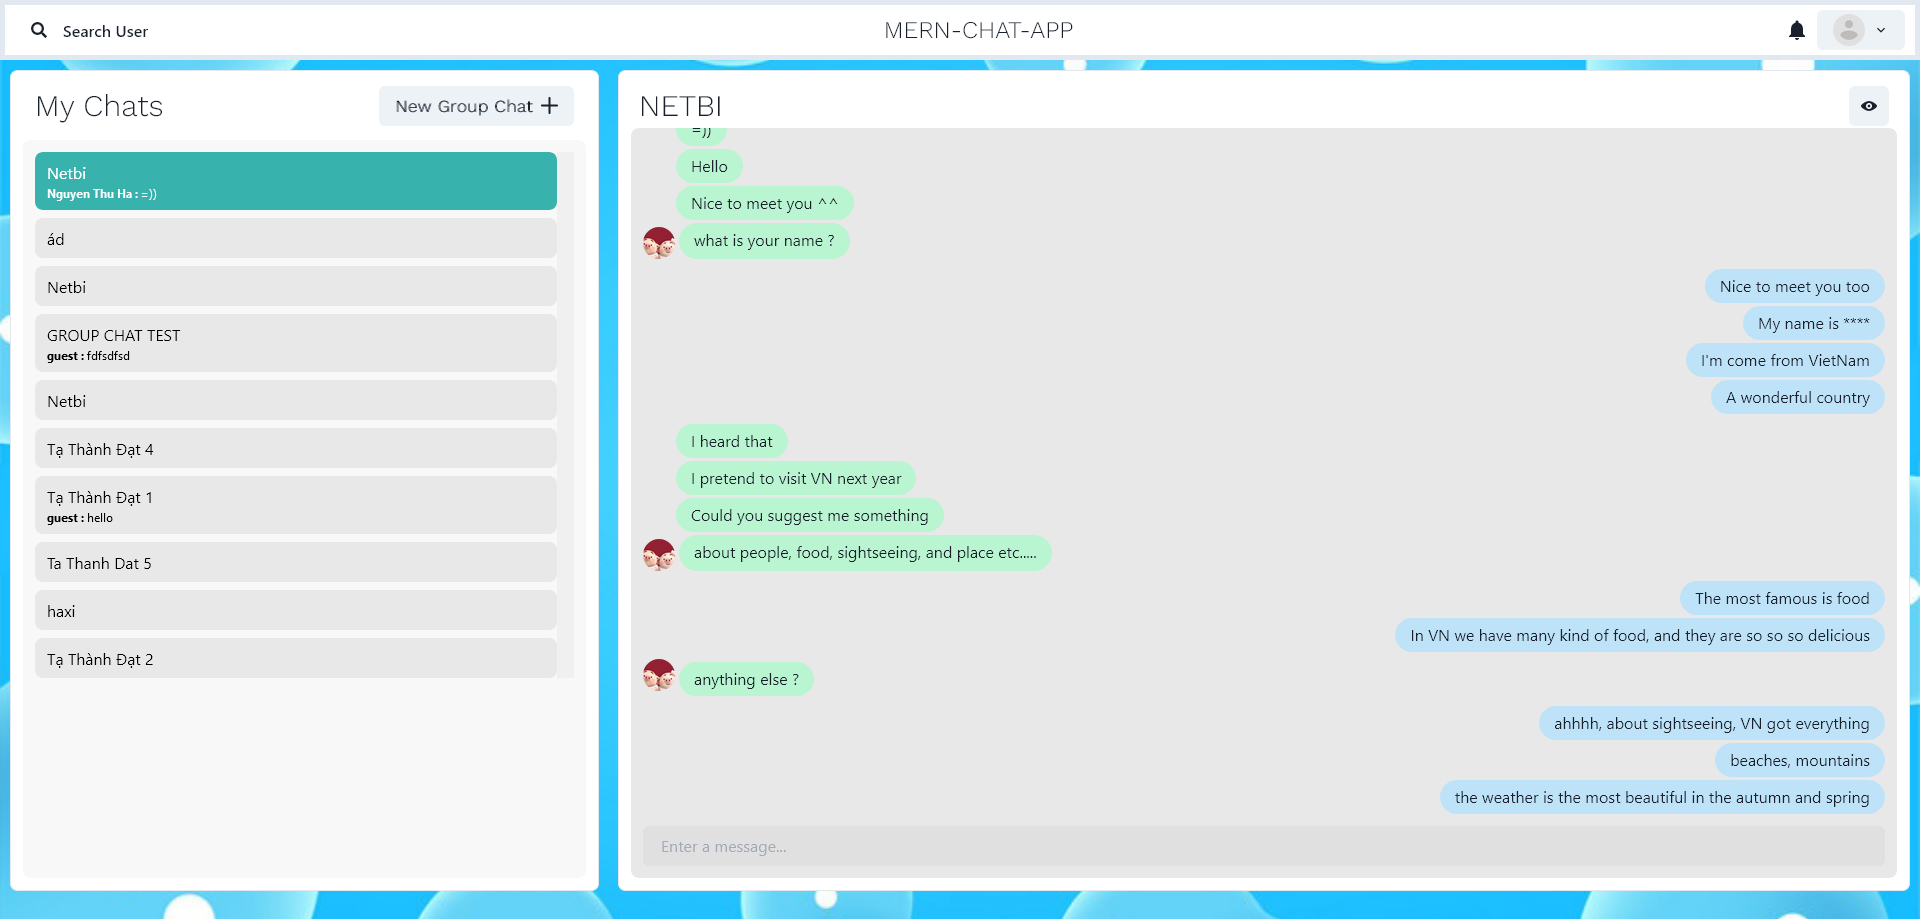 Search User
MERN-CHAT-APP
My Chats
New Group Chat +
Netbi
Nguyen Thu Ha : =))
ád
Netbi
GROUP CHAT TEST
guest : fdfsdfsd
Netbi
Tạ Thành Đạt 4
Tạ Thành Đạt 1
guest : hello
Ta Thanh Dat 5
haxi
Tạ Thành Đạt 2
NETBI
=))
Hello
Nice to meet you ^^
what is your name ?
Nice to meet you too
My name is ****
I'm come from VietNam
A wonderful country
I heard that
I pretend to visit VN next year
Could you suggest me something
about people, food, sightseeing, and place etc.....
The most famous is food
In VN we have many kind of food, and they are so so so delicious
anything else ?
ahhhh, about sightseeing, VN got everything
beaches, mountains
the weather is the most beautiful in the autumn and spring
Enter a message...